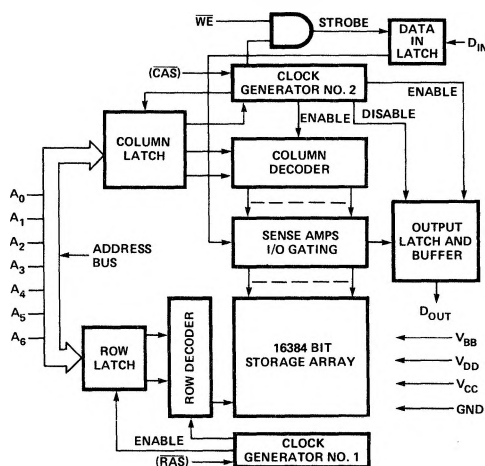 WE
STROBE
DATA
IN
LATCH
DIN
(CAS)
CLOCK
GENERATOR NO. 2
ENABLE
ENABLE
DISABLE
COLUMN
LATCH
COLUMN
DECODER
A0
A1
A2
A3
A4
A5
A6
ADDRESS
BUS
SENSE AMPS
I/O GATING
OUTPUT
LATCH AND
BUFFER
DOUT
ROW
LATCH
ROW DECODER
16384 BIT
STORAGE ARRAY
VBB
VDD
VCC
GND
ENABLE
CLOCK
GENERATOR NO. 1
(RAS)